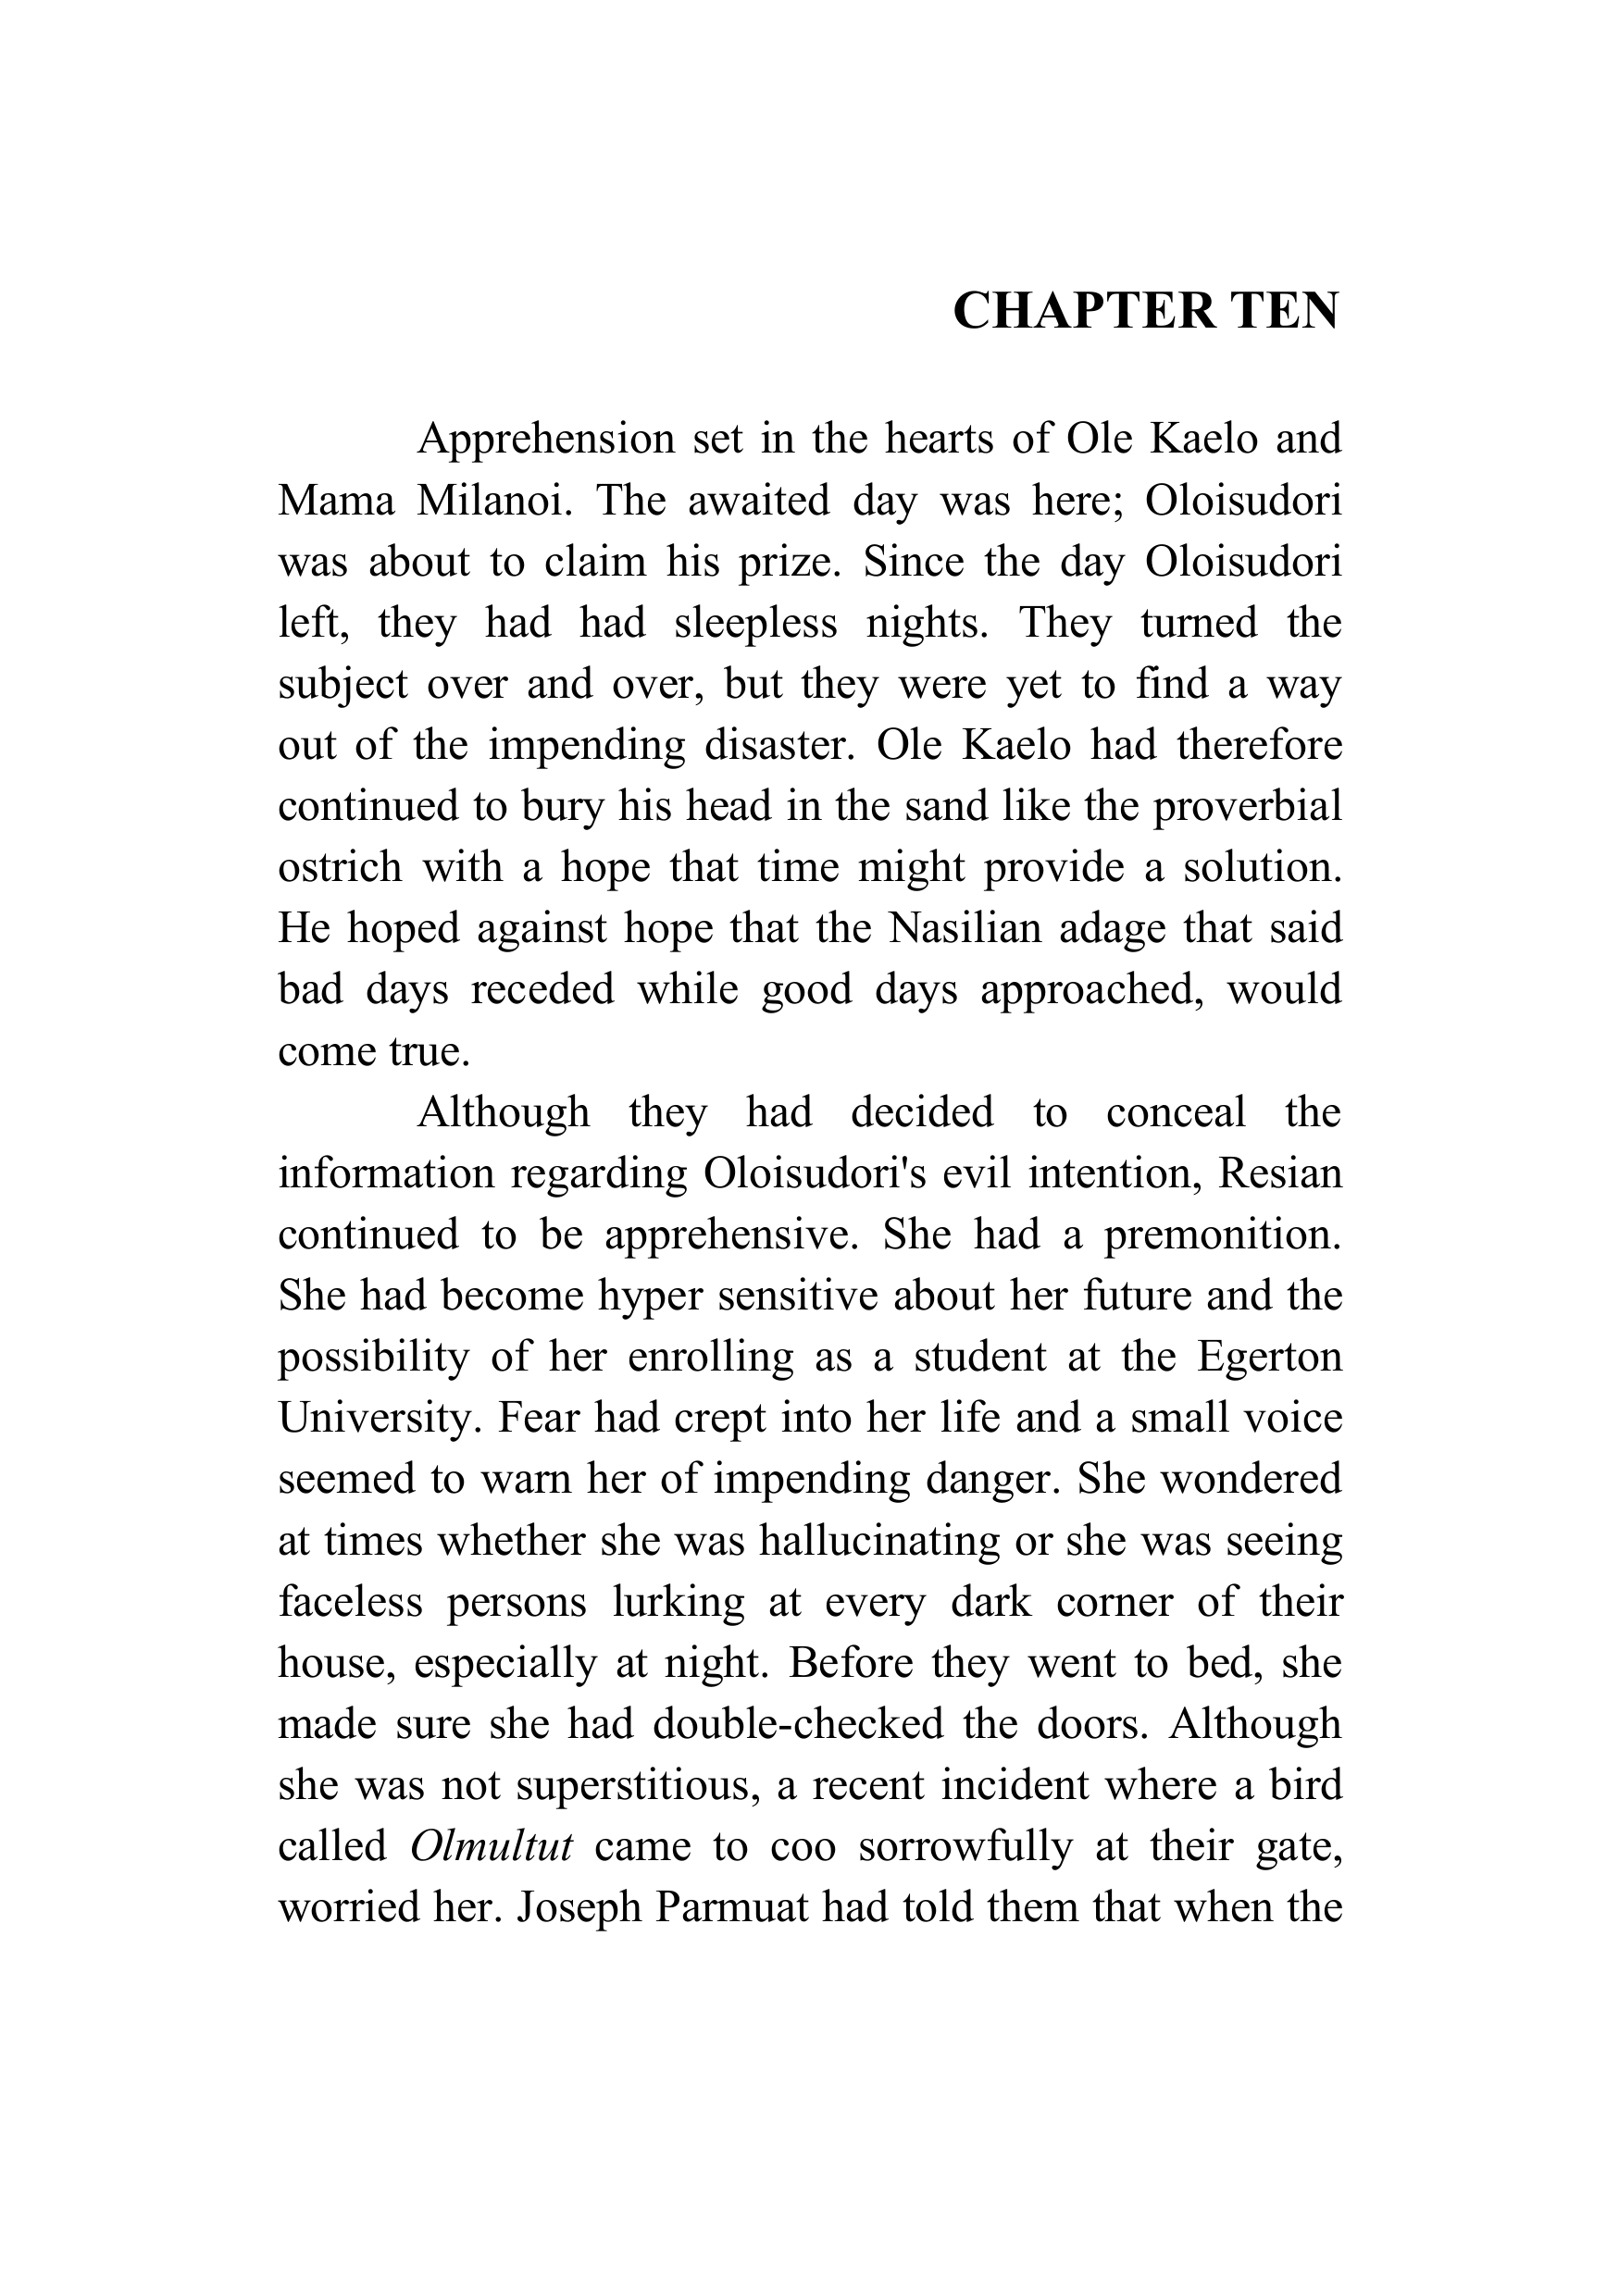 CHAPTER TEN
Apprehension set in the hearts of Ole Kaelo and
Mama Milanoi. The awaited day was here; Oloisudori
was about to claim his prize. Since the day Oloisudori
left, they had had sleepless nights. They turned the
subject over and over, but they were yet to find a way
out of the impending disaster. Ole Kaelo had therefore
continued to bury his head in the sand like the proverbial
ostrich with a hope that time might provide a solution.
He hoped against hope that the Nasilian adage that said
bad days receded while good days approached, would
come true.
Although they had decided to conceal the
information regarding Oloisudori's evil intention, Resian
continued to be apprehensive. She had a premonition.
She had become hyper sensitive about her future and the
possibility of her enrolling as a student at the Egerton
University. Fear had crept into her life and a small voice
seemed to warn her of impending danger. She wondered
at times whether she was hallucinating or she was seeing
faceless persons lurking at every dark corner of their
house, especially at night. Before they went to bed, she
made sure she had double-checked the doors. Although
she was not superstitious, a recent incident where a bird
called Olmultut came to coo sorrowfully at their gate,
worried her. Joseph Parmuat had told them that when the